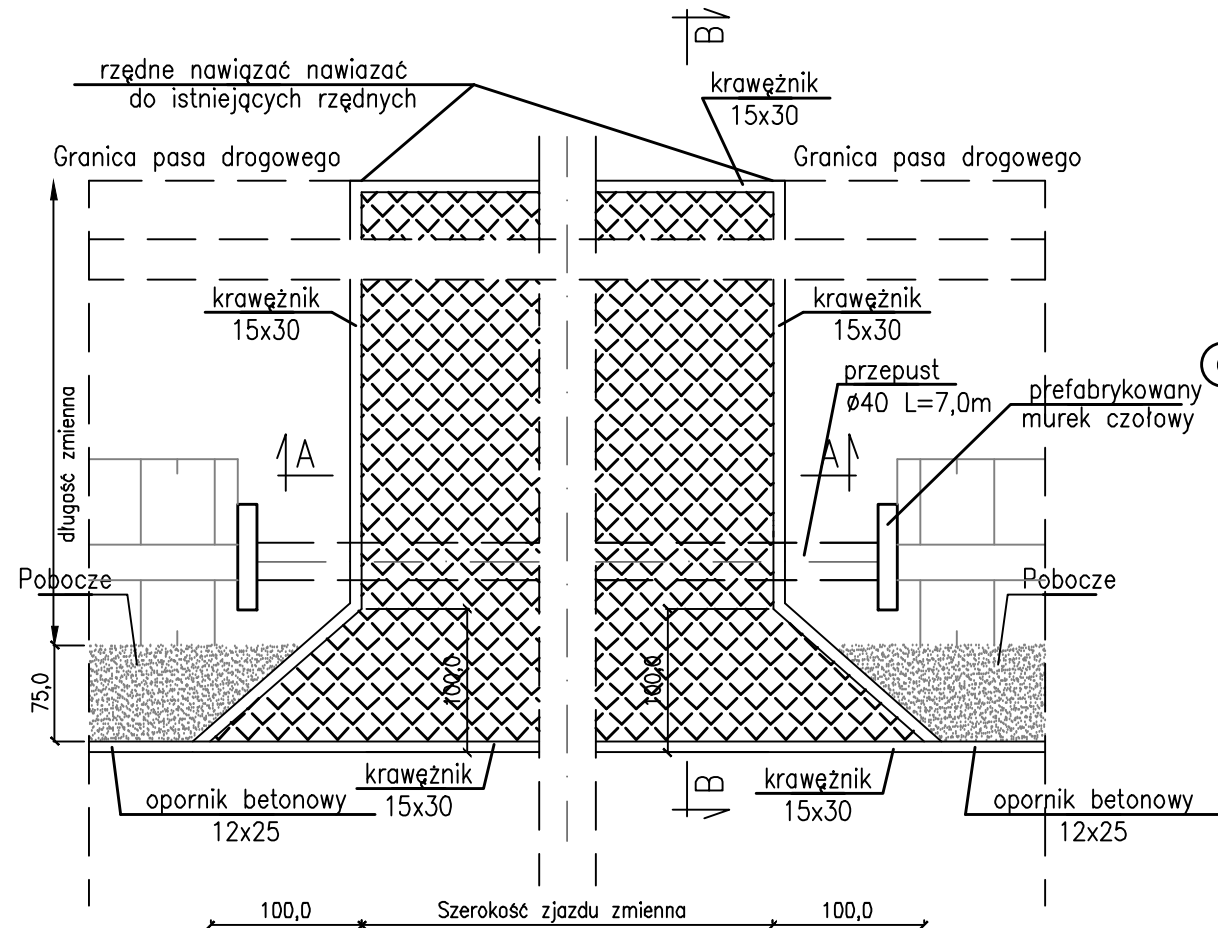 B
rzędne nawiązać nawiazać
do istniejących rzędnych
krawężnik
15x30
Granica pasa drogowego
Granica pasa drogowego
krawężnik
15x30
krawężnik
15x30
przepust
ø40 L=7,0m
prefabrykowany
murek czołowy
długaść zmienna
A
A
Pobocze
Pobocze
75,0
100,0
100,0
krawężnik
15x30
B
krawężnik
15x30
opornik betonowy
12x25
opornik betonowy
12x25
100,0
Szerokość zjazdu zmienna
100,0